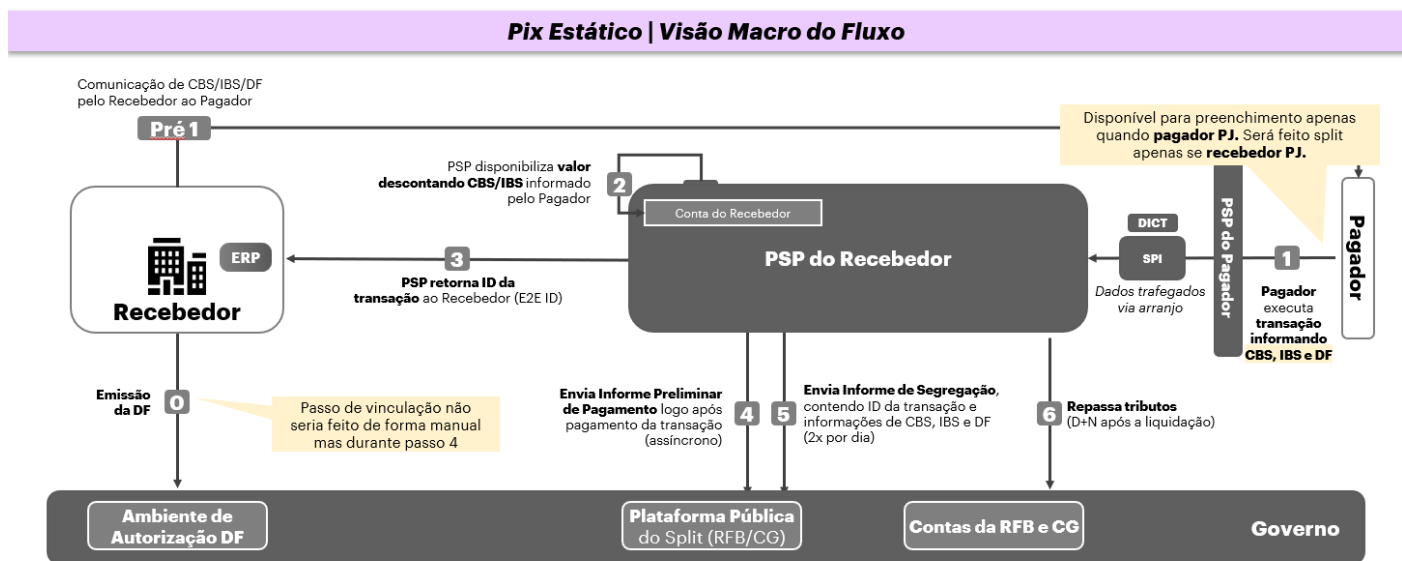 Pix Estático | Visão Macro do Fluxo
Comunicação de CBS/IBS/DF
pelo Recebedor ao Pagador
Pré 1
Disponível para preenchimento apenas
quando pagador PJ. Será feito split
apenas se recebedor PJ.
PSP disponibiliza valor
descontando CBS/IBS informado
pelo Pagador
2
Conta do Recebedor
PSP do Recebedor
DICT
SPI
Dados trafegados
via arranjo
PSP do Pagador
1
Pagador
executa
transação
informando
CBS, IBS e DF
Pagador
ERP
Recebedor
3
PSP retorna ID da
transação ao Recebedor (E2E ID)
Emissão
da DF
0
Passo de vinculação não
seria feito de forma manual
mas durante passo 4
Envia Informe Preliminar
de Pagamento logo após
pagamento da transação
(assíncrono)
4
5
Envia Informe de Segregação,
contendo ID da transação e
informações de CBS, IBS e DF
(2x por dia)
6
Repassa tributos
(D+N após a liquidação)
Ambiente de
Autorização DF
Plataforma Pública
do Split (RFB/CG)
Contas da RFB e CG
Governo